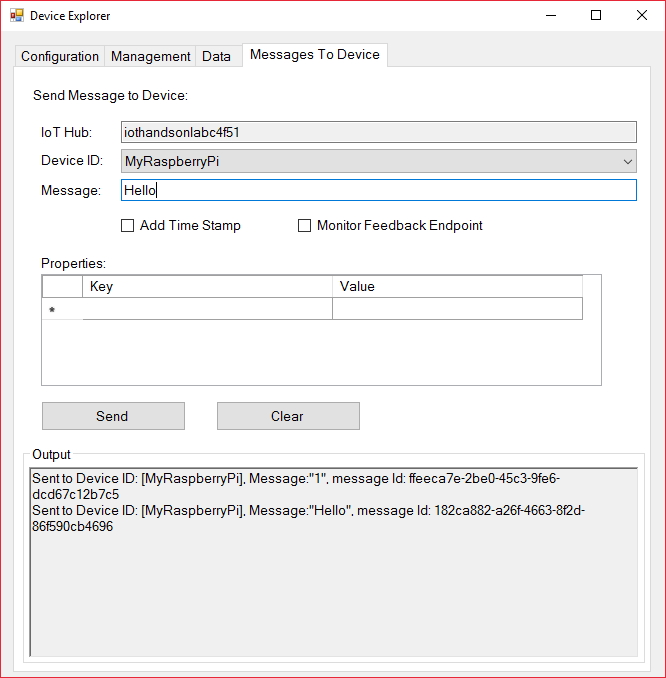 Device Explorer
Configuration Management Data Messages To Device
Send Message to Device:
IoT Hub: iothandsonlabc4f51
Device ID: MyRaspberryPi
Message: Hello
Add Time Stamp Monitor Feedback Endpoint
Properties:
Key Value
*
Send Clear
Output
Sent to Device ID: [MyRaspberryPi], Message:"1", message Id: ffeeca7e-2be0-45c3-9fe6-
dcd67c12b7c5
Sent to Device ID: [MyRaspberryPi], Message:"Hello", message Id: 182ca882-a26f-4663-8f2d-
86f590cb4696